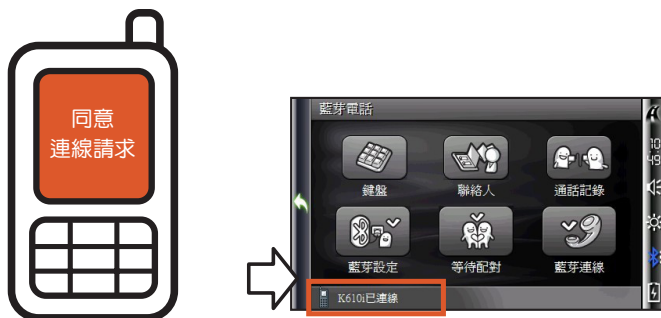 同意
連線請求
藍芽電話
鍵盤
聯絡人
通話記錄
藍芽設定
等待配對
藍芽連線
K610i已連線
10
49